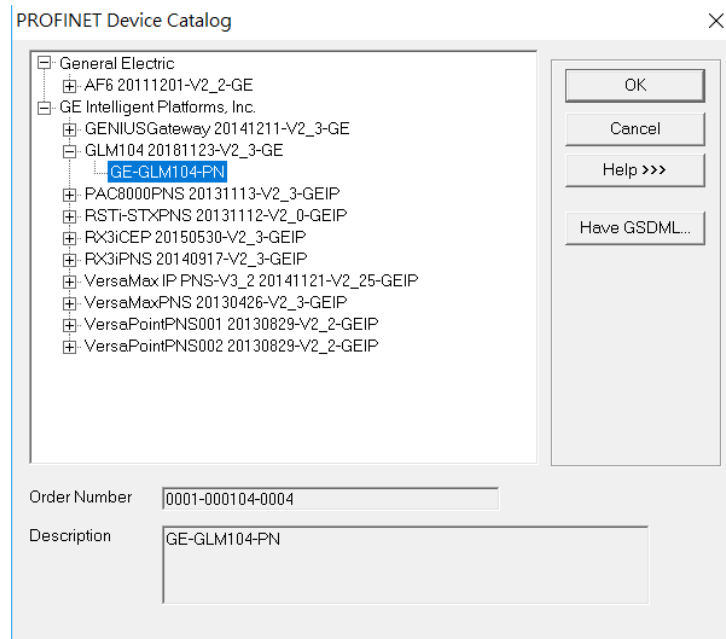 PROFINET Device Catalog
General Electric
AF6 20111201-V2_2-GE
GE Intelligent Platforms, Inc.
GENIUSGateway 20141211-V2_3-GE
GLM104 20181123-V2_3-GE
GE-GLM104-PN
PAC8000PNS 20131113-V2_3-GEIP
RSTi-STXPNS 20131112-V2_0-GEIP
RX3iCEP 20150530-V2_3-GEIP
RX3iPNS 20140917-V2_3-GEIP
VersaMax IP PNS-V3_2 20141121-V2_25-GEIP
VersaMaxPNS 20130426-V2_3-GEIP
VersaPointPNS001 20130829-V2_2-GEIP
VersaPointPNS002 20130829-V2_2-GEIP
OK
Cancel
Help >>>
Have GSDML...
Order Number 0001-000104-0004
Description GE-GLM104-PN